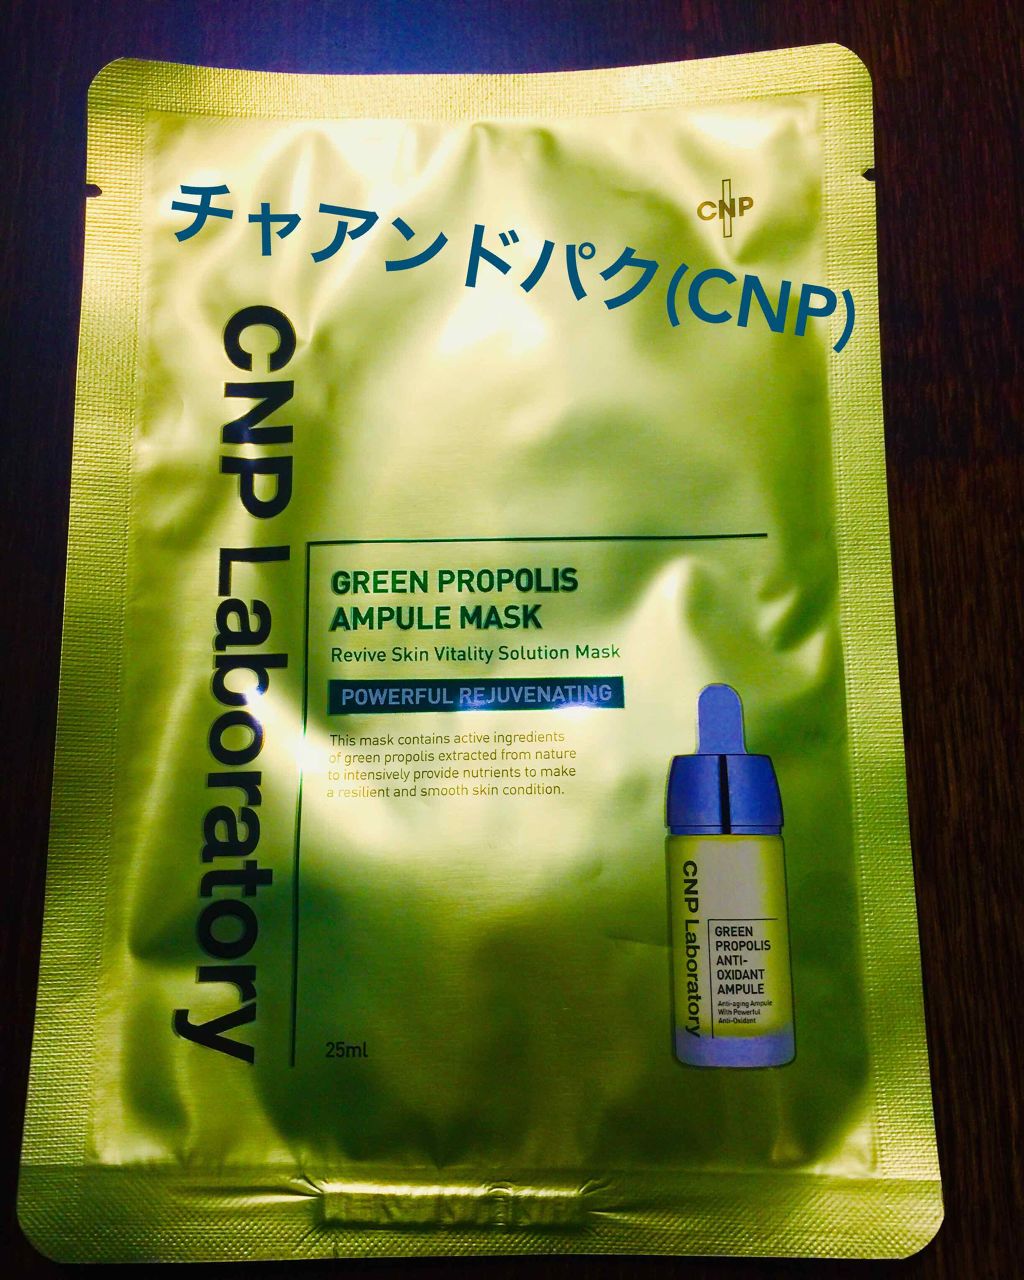 CNP
チャアンドパク(CNP)
CNP Laboratory
GREEN PROPOLIS
AMPULE MASK
Revive Skin Vitality Solution Mask
POWERFUL REJUVENATING
This mask contains active ingredients
of green propolis extracted from nature
to intensively provide nutrients to make
a resilient and smooth skin condition.
25ml
CNP Laboratory
GREEN
PROPOLIS
ANTI-
OXIDANT
AMPULE
Anti-aging Ampule
With Powerful
Anti-Oxidant